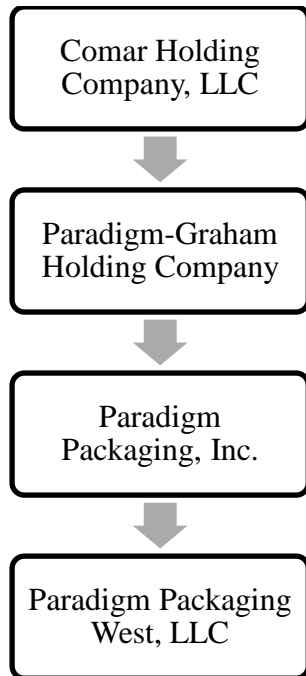 Comar Holding
Company, LLC
Paradigm-Graham
Holding Company
Paradigm
Packaging, Inc.
Paradigm Packaging
West, LLC